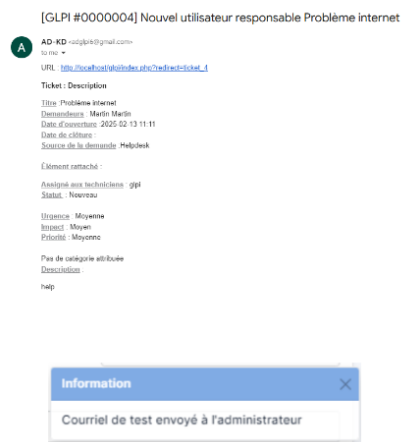 [GLPI #0000004] Nouvel utilisateur responsable Problème internet
A
AD-KD <adglpi6@gmail.com>
to me
URL : http://localhost/glpi/index.php?redirect=ticket_4
Ticket : Description
Titre :Problème internet
Demandeurs : Martin Martin
Date d'ouverture :2025-02-13 11:11
Date de clôture :
Source de la demande :Helpdesk
Élément rattaché :
Assigné aux techniciens : glpi
Statut : Nouveau
Urgence : Moyenne
Impact : Moyen
Priorité : Moyenne
Pas de catégorie attribuée
Description :
help
Information
Courriel de test envoyé à l'administrateur